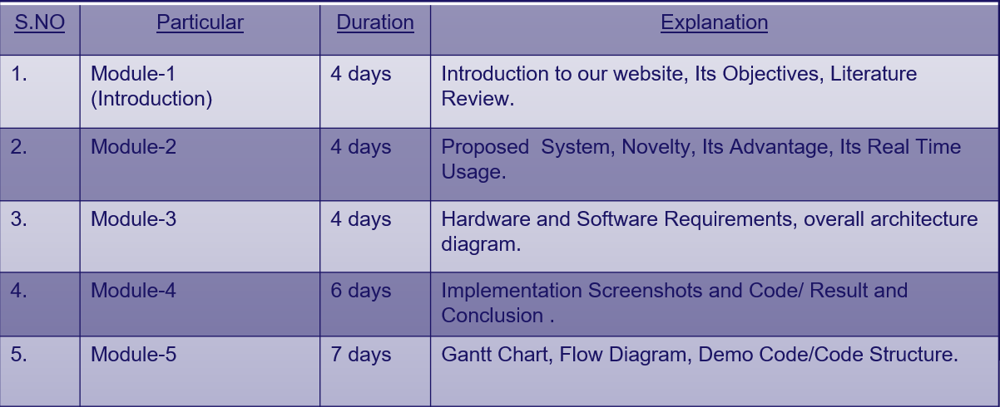 S.NO Particular Duration Explanation
1. Module-1 4 days Introduction to our website, Its Objectives, Literature
(Introduction) Review.
2. Module-2 4 days Proposed  System, Novelty, Its Advantage, Its Real Time
Usage.
3. Module-3 4 days Hardware and Software Requirements, overall architecture
diagram.
4. Module-4 6 days Implementation Screenshots and Code/ Result and
Conclusion .
5. Module-5 7 days Gantt Chart, Flow Diagram, Demo Code/Code Structure.